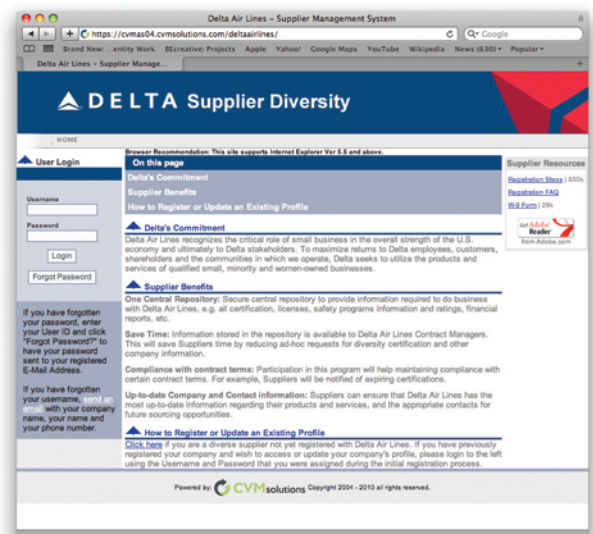 Delta Air Lines – Supplier Management System
https://cvmas04.cvmsolutions.com/deltaairlines/
Google
Brand New: ...entity Work
BEcreative: Projects
Apple
Yahoo!
Google Maps
YouTube
Wikipedia
News (630)
Popular
Delta Air Lines – Supplier Manage...
DELTA Supplier Diversity
HOME
User Login
Username
Password
Login
Forgot Password
If you have forgotten
your password, enter
your User ID and click
"Forgot Password?" to
have your password
sent to your registered
E-Mail Address.
If you have forgotten
your username, send an
email with your company
name, your name and
your phone number.
Browser Recommendation: This site supports Internet Explorer Ver 5.5 and above.
On this page
Delta's Commitment
Supplier Benefits
How to Register or Update an Existing Profile
Delta's Commitment
Delta Air Lines recognizes the critical role of small business in the overall strength of the U.S.
economy and ultimately to Delta stakeholders. To maximize returns to Delta employees, customers,
shareholders and the communities in which we operate, Delta seeks to utilize the products and
services of qualified small, minority and women-owned businesses.
Supplier Benefits
One Central Repository: Secure central repository to provide information required to do business
with Delta Air Lines, e.g. all certification, licenses, safety programs information and ratings, financial
reports, etc.
Save Time: Information stored in the repository is available to Delta Air Lines Contract Managers.
This will save Suppliers time by reducing ad-hoc requests for diversity certification and other
company information.
Compliance with contract terms: Participation in this program will help maintaining compliance with
certain contract terms. For example, Suppliers will be notified of expiring certifications.
Up-to-date Company and Contact information: Suppliers can ensure that Delta Air Lines has the
most up-to-date information regarding their products and services, and the appropriate contacts for
future sourcing opportunities.
How to Register or Update an Existing Profile
Click here if you are a diverse supplier not yet registered with Delta Air Lines. If you have previously
registered your company and wish to access or update your company's profile, please login to the left
using the Username and Password that you were assigned during the initial registration process.
Supplier Resources
Registration Steps | 500k
Registration FAQ
W-9 Form | 28k
Get Adobe
Reader
from Adobe.com
Powered by: CVMsolutions Copyright 2004 - 2010 all rights reserved.